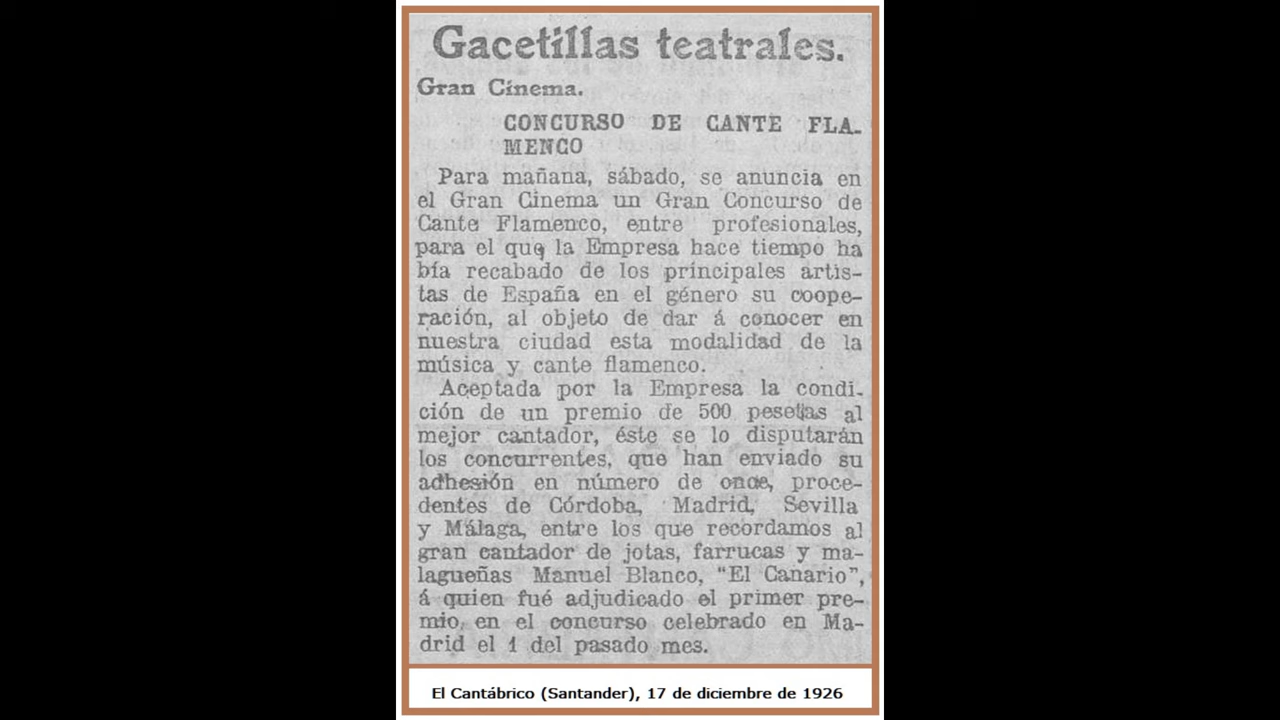 Gacetillas teatrales.
Gran Cinema.
CONCURSO DE CANTE FLA-
MENCO
Para mañana, sábado, se anuncia en
el Gran Cinema un Gran Concurso de
Cante Flamenco, entre profesionales,
para el que la Empresa hace tiempo ha
bía recabado de los principales artis-
tas de España en el género su coope-
ración, al objeto de dar á conocer en
nuestra ciudad esta modalidad de la
música y cante flamenco.
Aceptada por la Empresa la condi-
ción de un premio de 500 pesetas al
mejor cantador, éste se lo disputarán
los concurrentes, que han enviado su
adhesión en número de once, proce-
dentes de Córdoba, Madrid, Sevilla
y Málaga, entre los que recordamos al
gran cantador de jotas, farrucas y ma-
lagueñas Manuel Blanco, "El Canario",
á quien fué adjudicado el primer pre-
mio, en el concurso celebrado en Ma-
drid el 1 del pasado mes.
El Cantábrico (Santander), 17 de diciembre de 1926